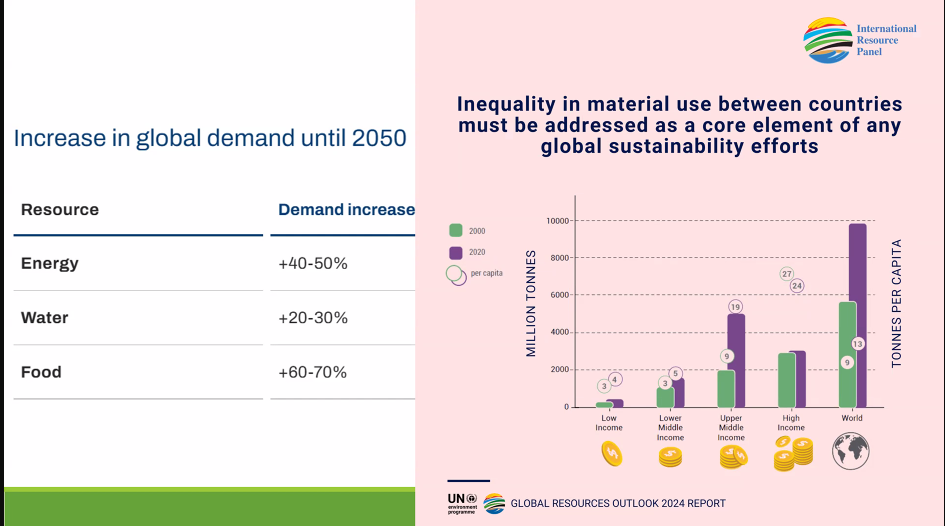 Increase in global demand until 2050
Resource
Demand increase
Energy
+40-50%
Water
+20-30%
Food
+60-70%
International
Resource
Panel
Inequality in material use between countries
must be addressed as a core element of any
global sustainability efforts
2000
2020
per capita
MILLION TONNES
10000
8000
6000
4000
2000
0
3
4
3
5
9
19
27
24
9
13
TONNES PER CAPITA
Low
Income
Lower
Middle
Income
Upper
Middle
Income
High
Income
World
UN
environment
programme
GLOBAL RESOURCES OUTLOOK 2024 REPORT